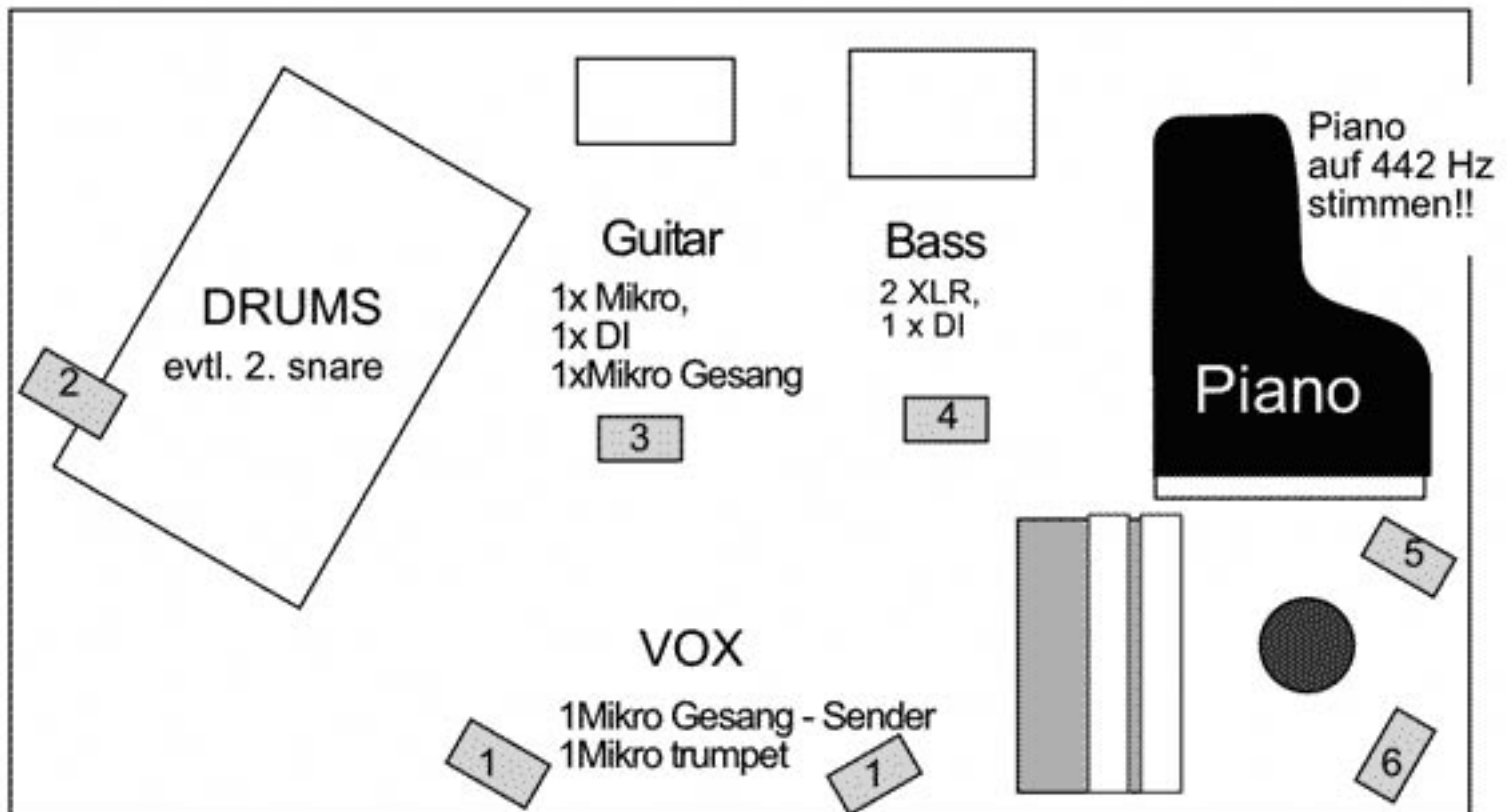 Piano
auf 442 Hz
stimmen!!
Guitar
1x Mikro,
1x DI
1xMikro Gesang
3
Bass
2 XLR,
1 x DI
4
DRUMS
evtl. 2. snare
2
Piano
5
VOX
1Mikro Gesang - Sender
1Mikro trumpet
1
1
6